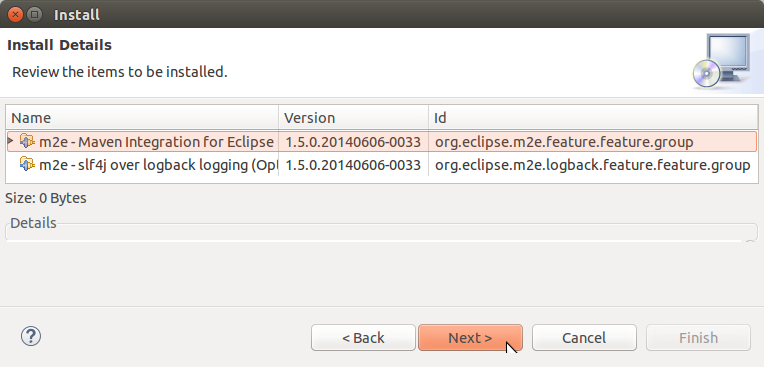 Install
Install Details
Review the items to be installed.
Name Version Id
m2e - Maven Integration for Eclipse 1.5.0.20140606-0033 org.eclipse.m2e.feature.feature.group
m2e - slf4j over logback logging (Opt 1.5.0.20140606-0033 org.eclipse.m2e.logback.feature.feature.group
Size: 0 Bytes
Details
? < Back Next > Cancel Finish